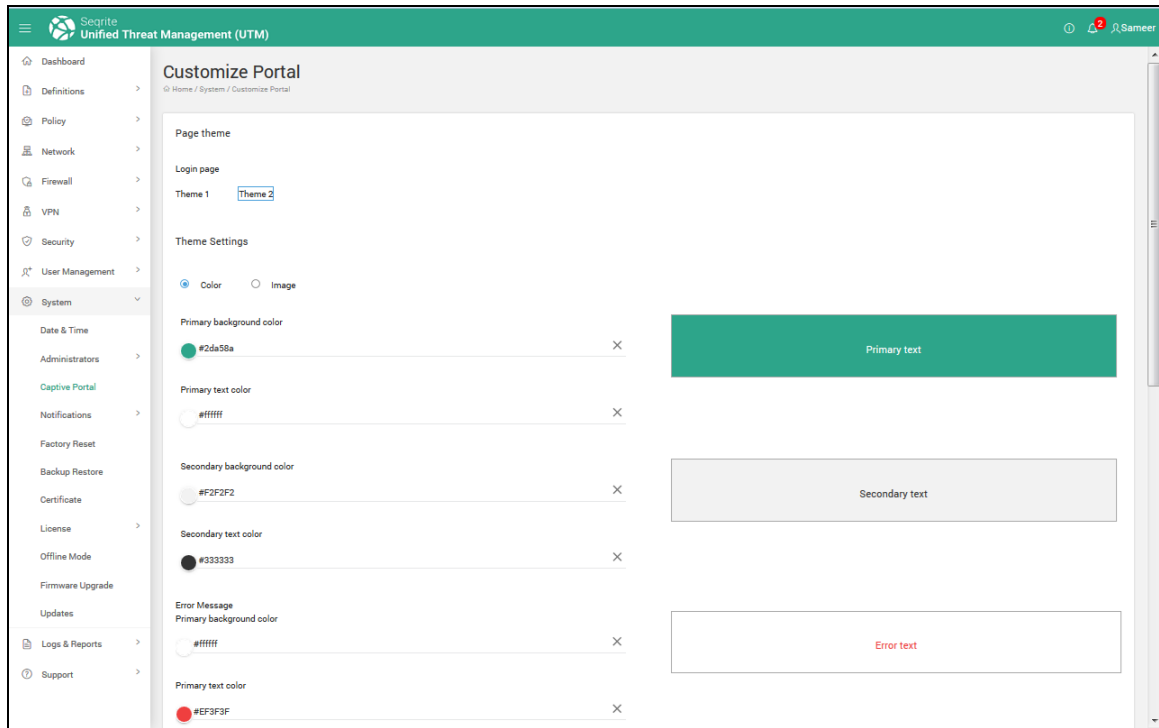 Seqrite
Unified Threat Management (UTM)
2
Sameer
Dashboard
Definitions
Policy
Network
Firewall
VPN
Security
User Management
System
Date & Time
Administrators
Captive Portal
Notifications
Factory Reset
Backup Restore
Certificate
License
Offline Mode
Firmware Upgrade
Updates
Logs & Reports
Support
Customize Portal
Home / System / Customize Portal
Page theme
Login page
Theme 1 Theme 2
Theme Settings
Color Image
Primary background color
#2da58a
Primary text
Primary text color
#ffffff
Secondary background color
#F2F2F2
Secondary text
Secondary text color
#333333
Error Message
Primary background color
#ffffff
Error text
Primary text color
#EF3F3F